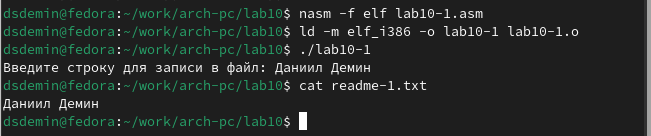 dsdemin@fedora:~/work/arch-pc/lab10$ nasm -f elf lab10-1.asm
dsdemin@fedora:~/work/arch-pc/lab10$ ld -m elf_i386 -o lab10-1 lab10-1.o
dsdemin@fedora:~/work/arch-pc/lab10$ ./lab10-1
Введите строку для записи в файл: Даниил Демин
dsdemin@fedora:~/work/arch-pc/lab10$ cat readme-1.txt
Даниил Демин
dsdemin@fedora:~/work/arch-pc/lab10$